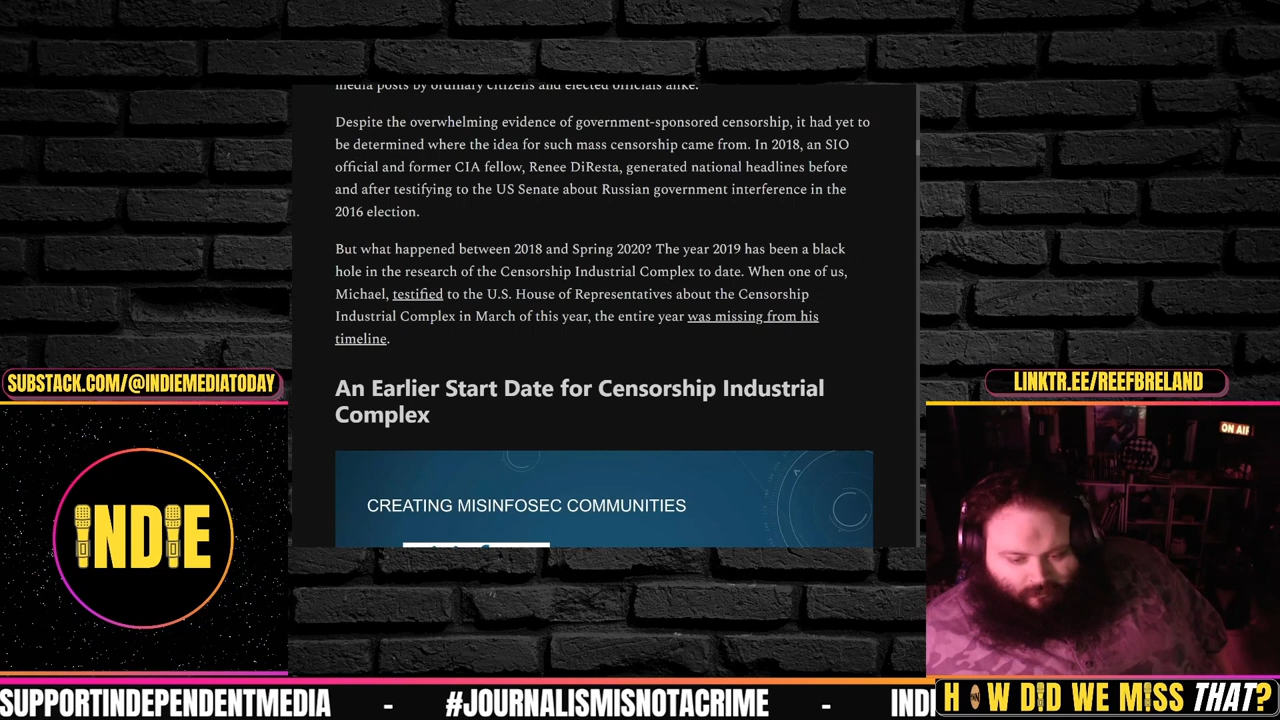 media posts by ordinary citizens and elected officials alike.
Despite the overwhelming evidence of government-sponsored censorship, it had yet to
be determined where the idea for such mass censorship came from. In 2018, an SIO
official and former CIA fellow, Renee DiResta, generated national headlines before
and after testifying to the US Senate about Russian government interference in the
2016 election.
But what happened between 2018 and Spring 2020? The year 2019 has been a black
hole in the research of the Censorship Industrial Complex to date. When one of us,
Michael, testified to the U.S. House of Representatives about the Censorship
Industrial Complex in March of this year, the entire year was missing from his
timeline.
An Earlier Start Date for Censorship Industrial
Complex
CREATING MISINFOSEC COMMUNITIES
SUBSTACK.COM/@INDIEMEDIATODAY
INDIE
LINKTR.EE/REEFBRELAND
ON AIR
SUPPORTINDEPENDENTMEDIA - #JOURNALISMISNOTACRIME - INDI
HOW DID WE MISS THAT?